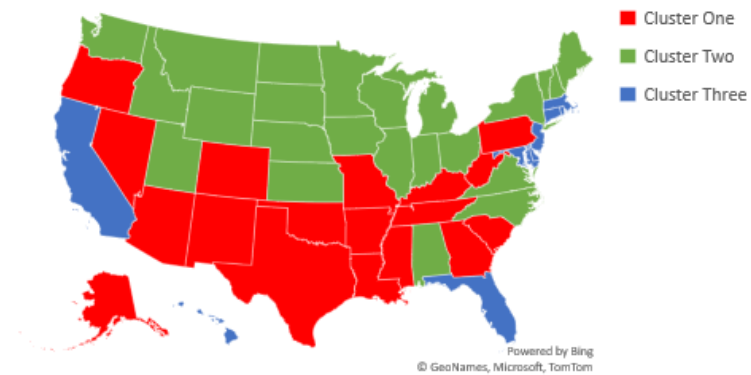 Cluster One
Cluster Two
Cluster Three
Powered by Bing
© GeoNames, Microsoft, TomTom